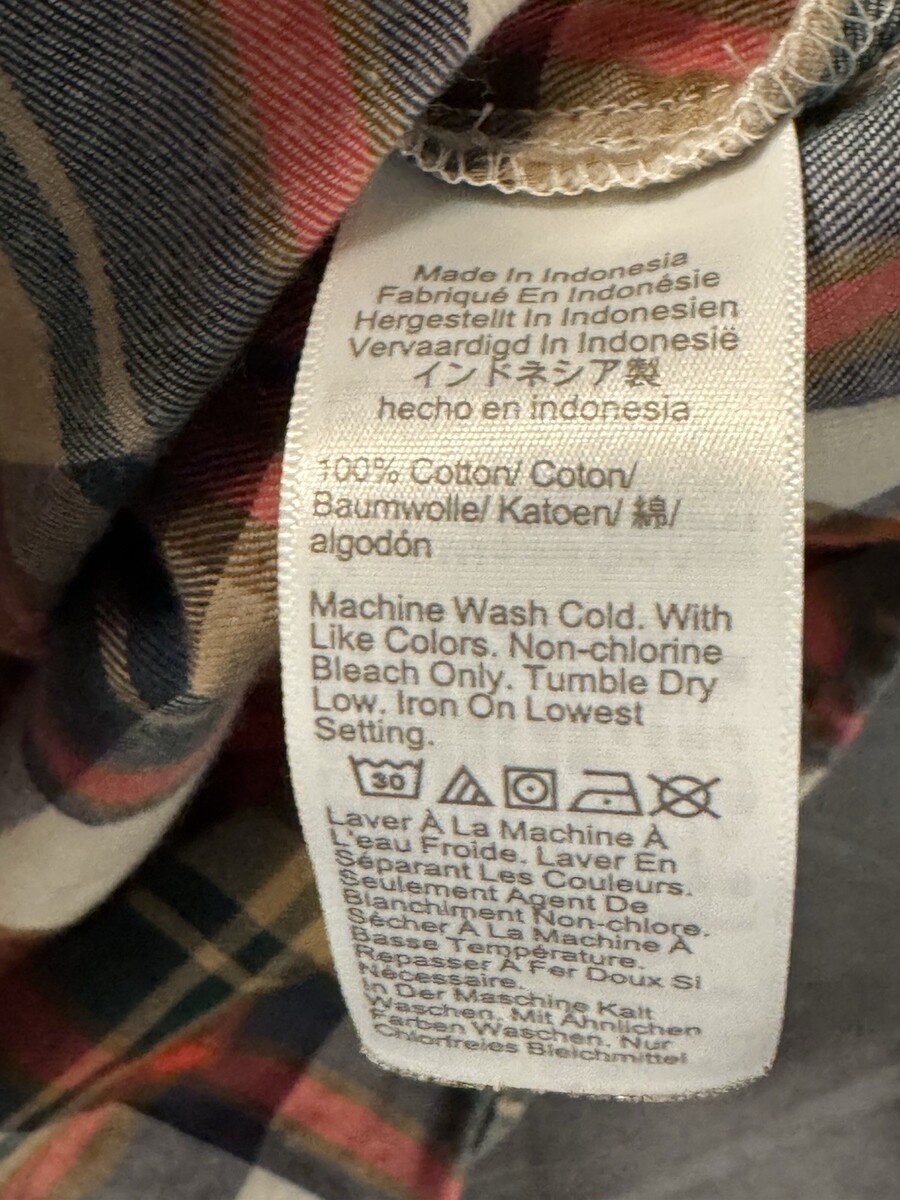 Made In Indonesia
Fabriqué En Indonésie
Hergestellt In Indonesien
Vervaardigd In Indonesië
インドネシア製
hecho en indonesia
100% Cotton/ Coton/
Baumwolle/ Katoen/ 綿/
algodón
Machine Wash Cold. With
Like Colors. Non-chlorine
Bleach Only. Tumble Dry
Low. Iron On Lowest
Setting.
30
Laver À La Machine À
L'eau Froide. Laver En
Séparant Les Couleurs.
Seulement Agent De
Blanchiment Non-chlore.
Sécher À La Machine À
Basse Température.
Repasser À Fer Doux Si
Nécessaire.
In Der Maschine Kalt
Waschen. Mit Ähnlichen
Farben Waschen. Nur
Chlorfreies Bleichmittel